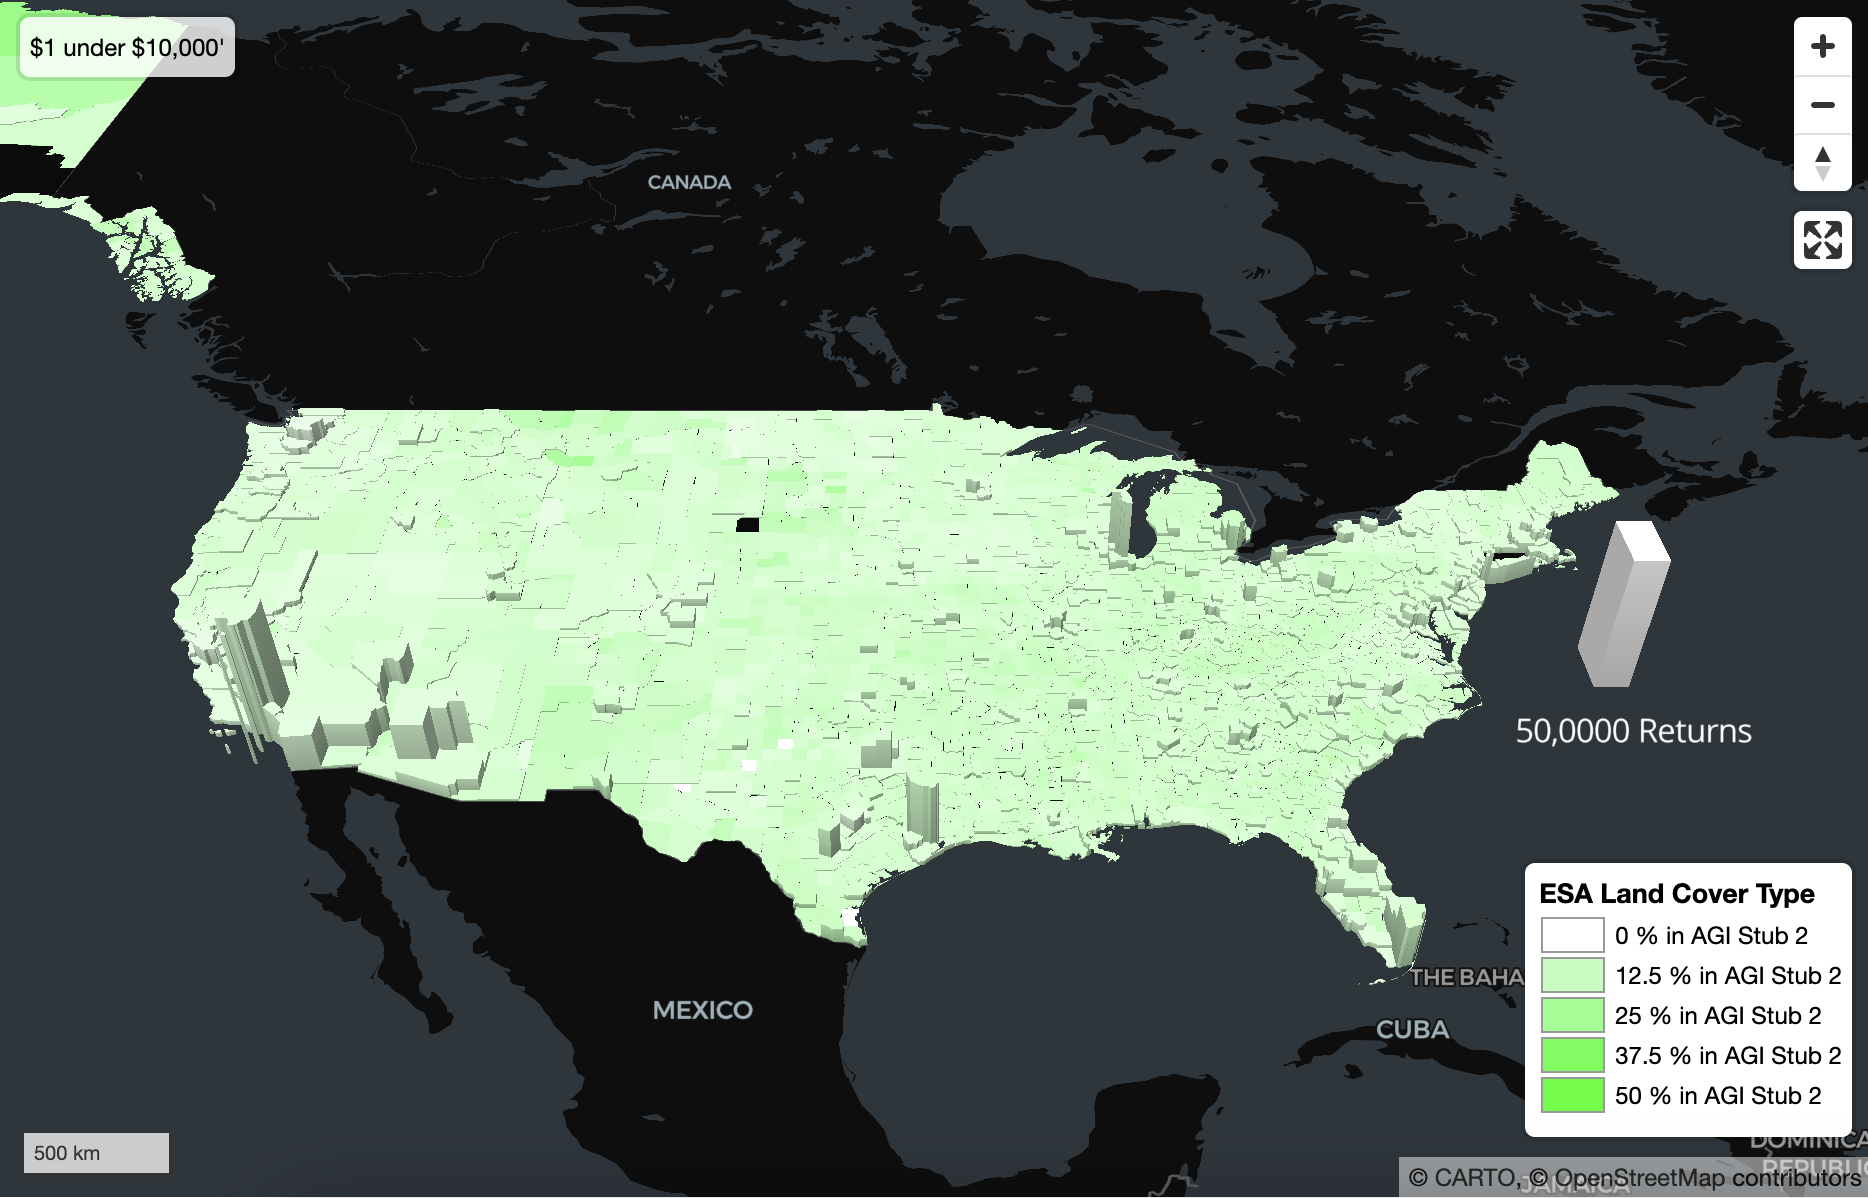 $1 under $10,000'
CANADA
50,0000 Returns
ESA Land Cover Type
0 % in AGI Stub 2
12.5 % in AGI Stub 2
25 % in AGI Stub 2
37.5 % in AGI Stub 2
50 % in AGI Stub 2
THE BAHA
MEXICO
CUBA
DOMINICA
REPUBLIC
JAMAICA
500 km
© CARTO, © OpenStreetMap contributors